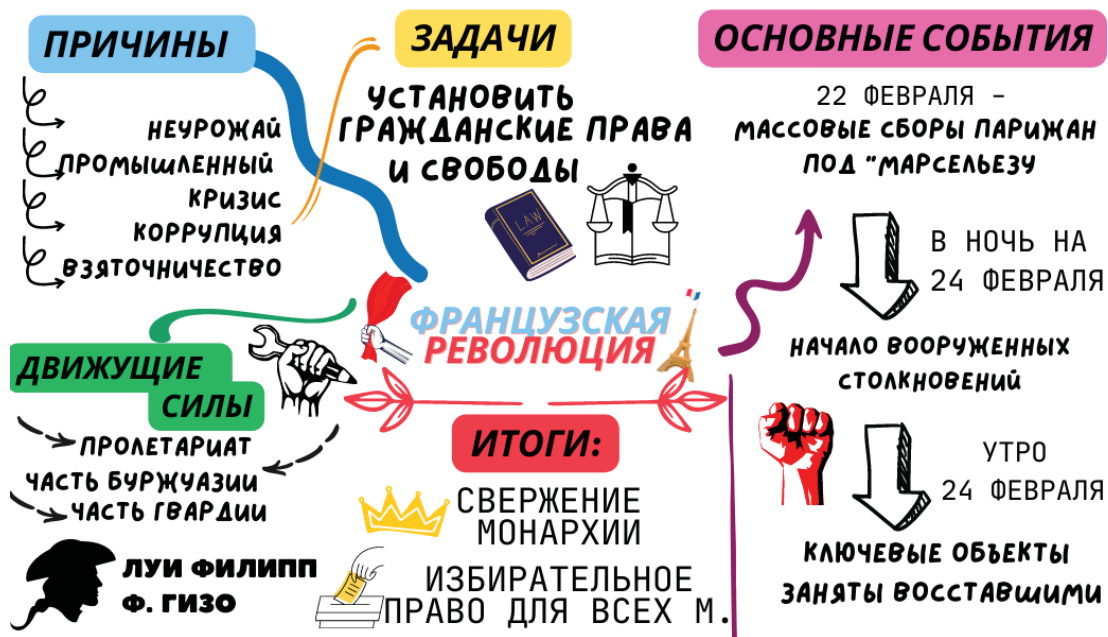 ПРИЧИНЫ
НЕУРОЖАЙ
ПРОМЫШЛЕННЫЙ
КРИЗИС
КОРРУПЦИЯ
ВЗЯТОЧНИЧЕСТВО
ЗАДАЧИ
УСТАНОВИТЬ
ГРАЖДАНСКИЕ ПРАВА
И СВОБОДЫ
LAW
ОСНОВНЫЕ СОБЫТИЯ
22 ФЕВРАЛЯ -
МАССОВЫЕ СБОРЫ ПАРИЖАН
ПОД "МАРСЕЛЬЕЗУ
В НОЧЬ НА
24 ФЕВРАЛЯ
НАЧАЛО ВООРУЖЕННЫХ
СТОЛКНОВЕНИЙ
УТРО
24 ФЕВРАЛЯ
КЛЮЧЕВЫЕ ОБЪЕКТЫ
ЗАНЯТЫ ВОССТАВШИМИ
ФРАНЦУЗСКАЯ
РЕВОЛЮЦИЯ
ДВИЖУЩИЕ
СИЛЫ
ПРОЛЕТАРИАТ
ЧАСТЬ БУРЖУАЗИИ
ЧАСТЬ ГВАРДИИ
ЛУИ ФИЛИПП
Ф. ГИЗО
ИТОГИ:
СВЕРЖЕНИЕ
МОНАРХИИ
ИЗБИРАТЕЛЬНОЕ
ПРАВО ДЛЯ ВСЕХ М.